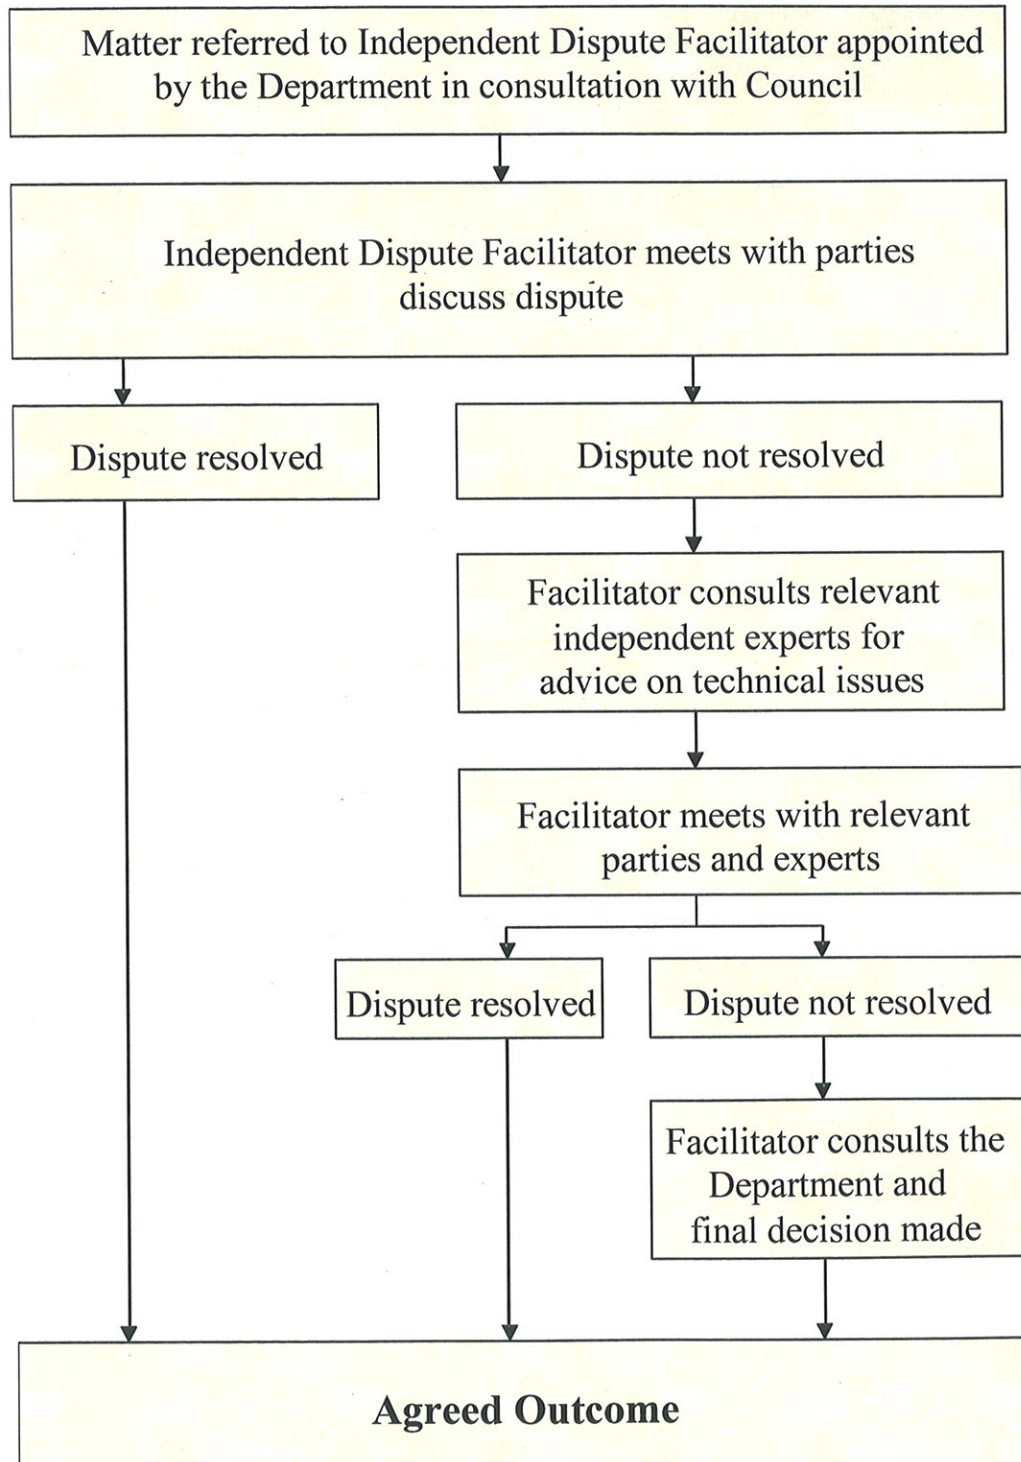 Matter referred to Independent Dispute Facilitator appointed
by the Department in consultation with Council
Independent Dispute Facilitator meets with parties
discuss dispute
Dispute resolved
Dispute not resolved
Facilitator consults relevant
independent experts for
advice on technical issues
Facilitator meets with relevant
parties and experts
Dispute resolved
Dispute not resolved
Facilitator consults the
Department and
final decision made
Agreed Outcome